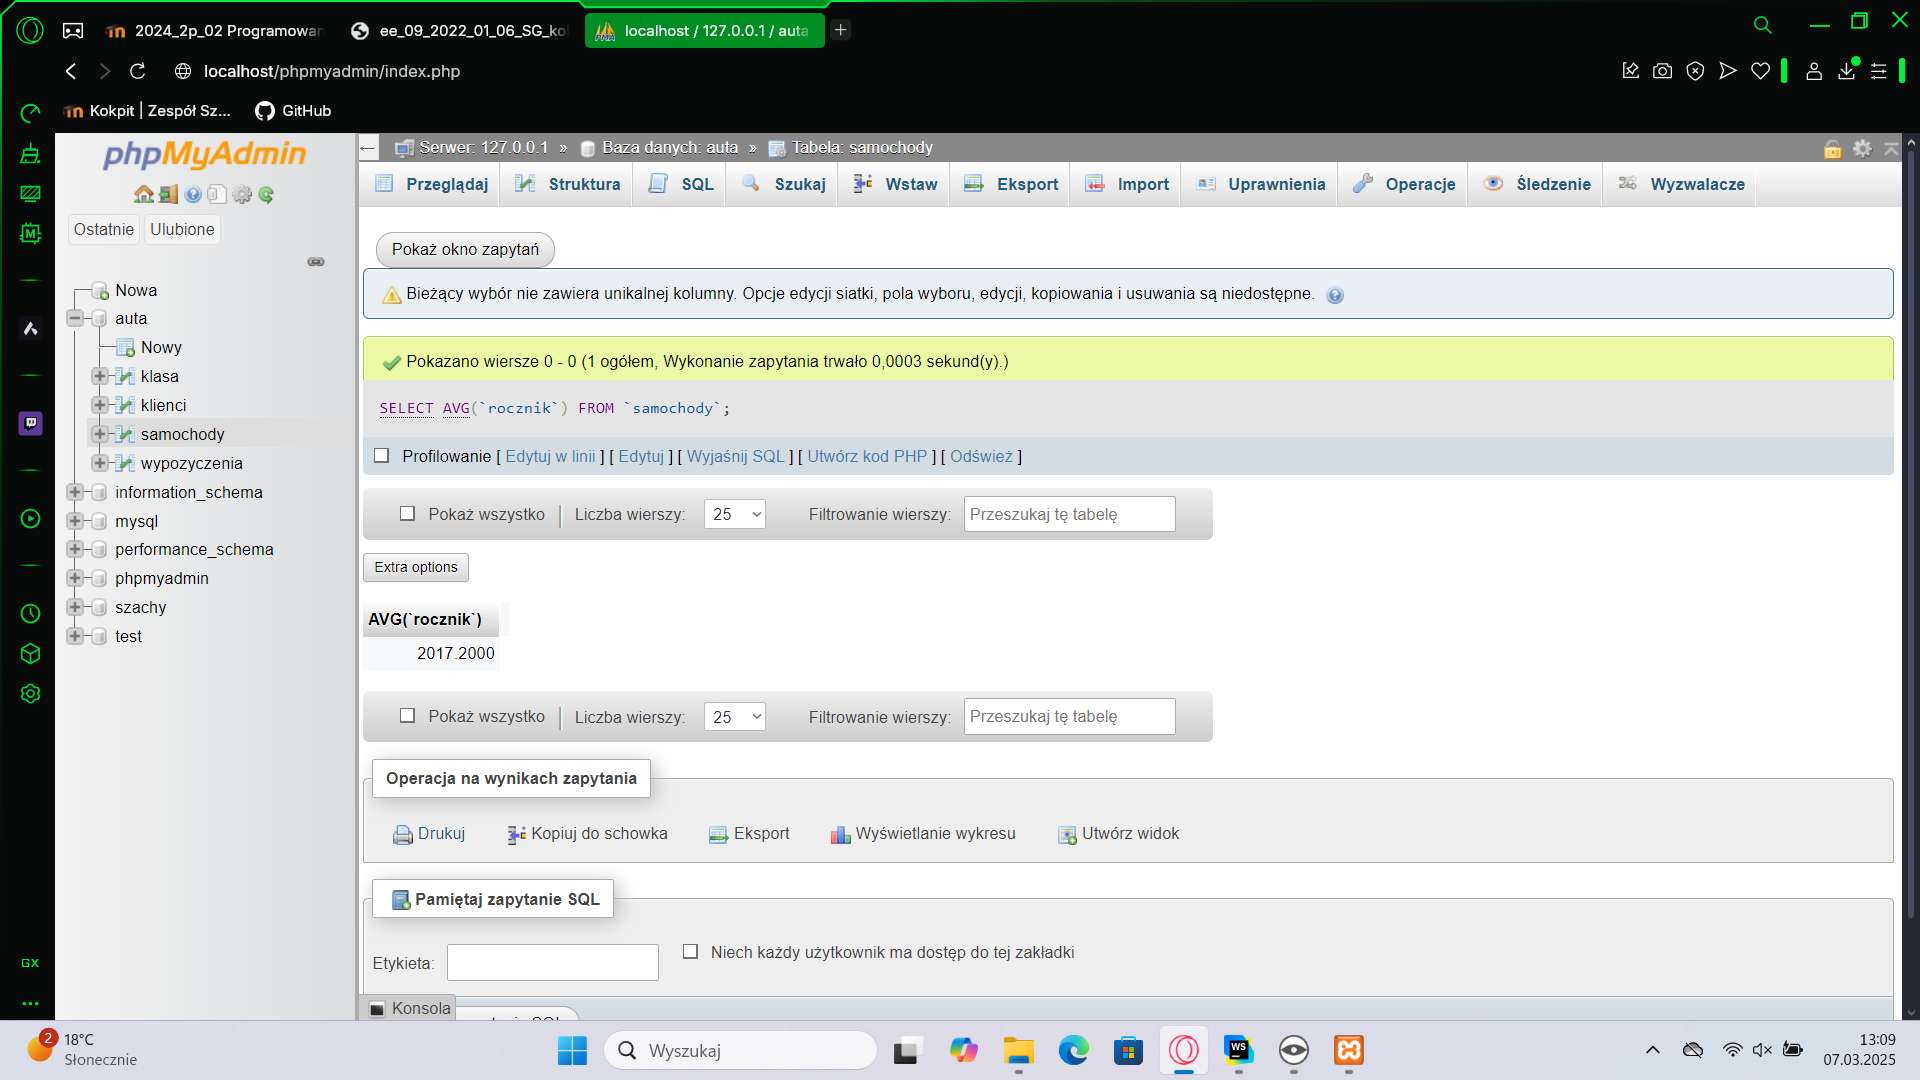 2024_2p_02 Programowan
ee_09_2022_01_06_SG_ko
localhost / 127.0.0.1 / auta
localhost/phpmyadmin/index.php
Kokpit | Zespół Sz...
GitHub
phpMyAdmin
Ostatnie
Ulubione
Nowa
auta
Nowy
klasa
klienci
samochody
wypozyczenia
information_schema
mysql
performance_schema
phpmyadmin
szachy
test
Serwer: 127.0.0.1 » Baza danych: auta » Tabela: samochody
Przeglądaj
Struktura
SQL
Szukaj
Wstaw
Eksport
Import
Uprawnienia
Operacje
Śledzenie
Wyzwalacze
Pokaż okno zapytań
Bieżący wybór nie zawiera unikalnej kolumny. Opcje edycji siatki, pola wyboru, edycji, kopiowania i usuwania są niedostępne.
Pokazano wiersze 0 - 0 (1 ogółem, Wykonanie zapytania trwało 0,0003 sekund(y).)
SELECT AVG(`rocznik`) FROM `samochody`;
Profilowanie [ Edytuj w linii ] [ Edytuj ] [ Wyjaśnij SQL ] [ Utwórz kod PHP ] [ Odśwież ]
Pokaż wszystko
Liczba wierszy:
25
Filtrowanie wierszy:
Przeszukaj tę tabelę
Extra options
AVG(`rocznik`)
2017.2000
Pokaż wszystko
Liczba wierszy:
25
Filtrowanie wierszy:
Przeszukaj tę tabelę
Operacja na wynikach zapytania
Drukuj
Kopiuj do schowka
Eksport
Wyświetlanie wykresu
Utwórz widok
Pamiętaj zapytanie SQL
Etykieta:
Niech każdy użytkownik ma dostęp do tej zakładki
Konsola
GX
2
18°C
Słonecznie
Wyszukaj
WS
13:09
07.03.2025